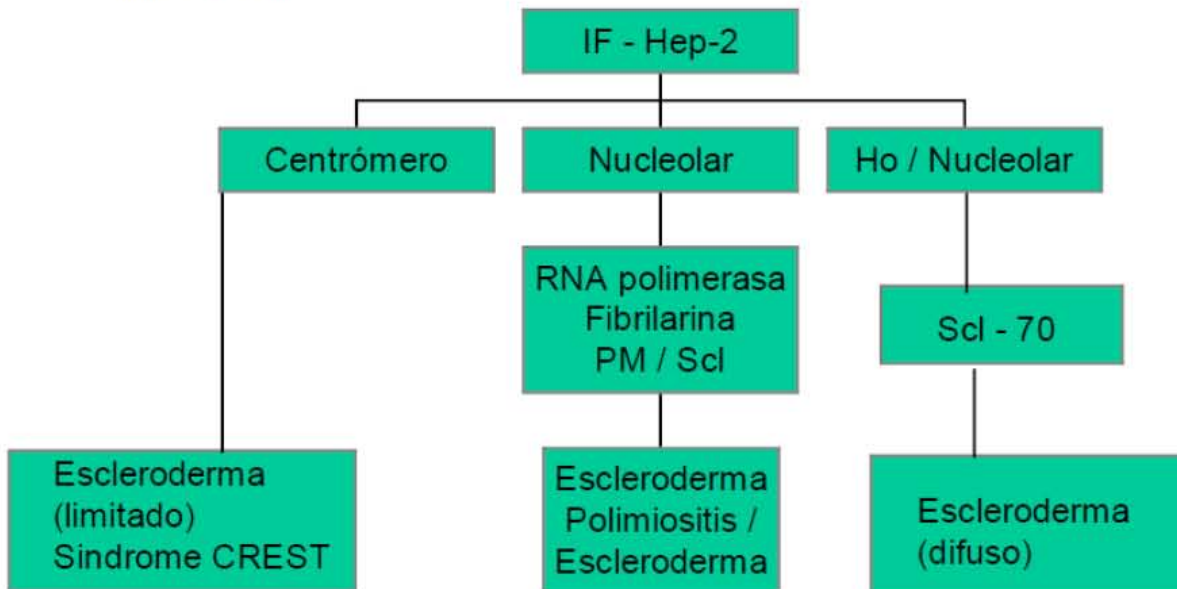 IF - Hep-2
Centrómero
Nucleolar
Ho / Nucleolar
RNA polimerasa
Fibrilarina
PM / Scl
Scl - 70
Escleroderma
(limitado)
Sindrome CREST
Escleroderma
Polimiositis /
Escleroderma
Escleroderma
(difuso)